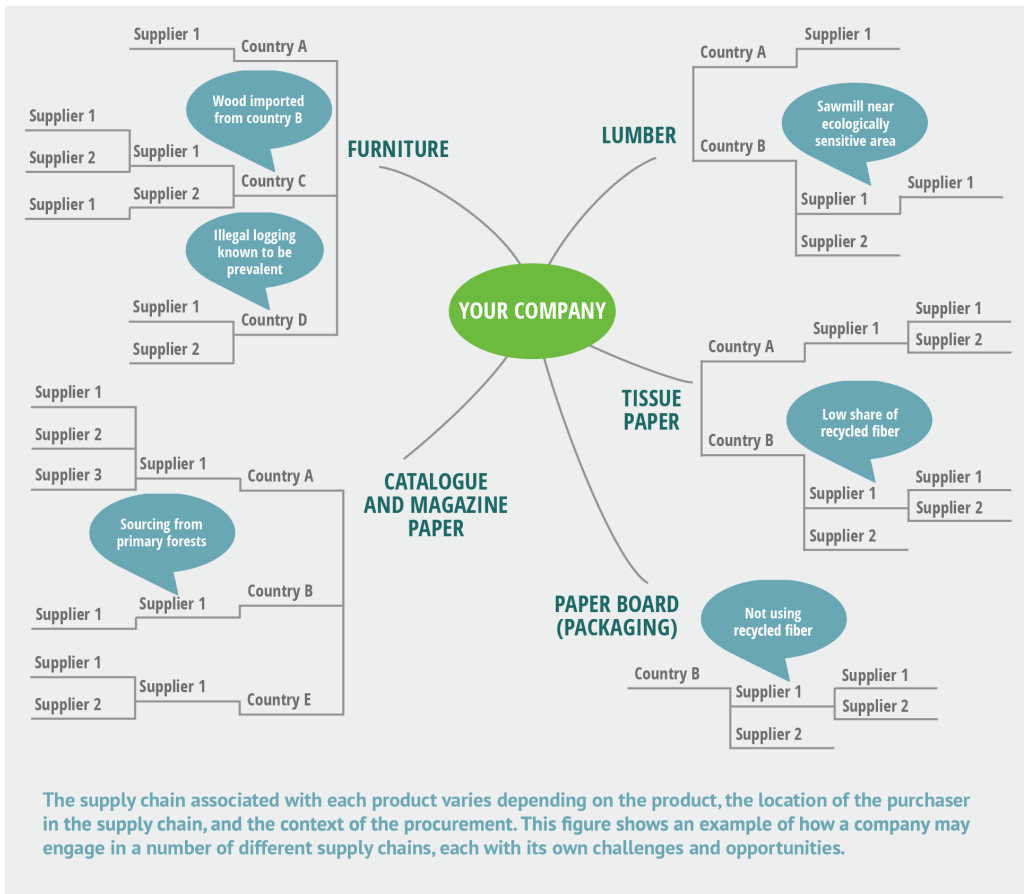 YOUR COMPANY
FURNITURE
Country A
Supplier 1
Wood imported
from country B
Country C
Supplier 1
Supplier 1
Supplier 2
Supplier 2
Supplier 1
Illegal logging
known to be
prevalent
Country D
Supplier 1
Supplier 2
LUMBER
Country A
Supplier 1
Country B
Sawmill near
ecologically
sensitive area
Supplier 1
Supplier 1
Supplier 2
TISSUE
PAPER
Country A
Supplier 1
Supplier 1
Supplier 2
Country B
Low share of
recycled fiber
Supplier 1
Supplier 1
Supplier 2
Supplier 2
CATALOGUE
AND MAGAZINE
PAPER
Country A
Supplier 1
Supplier 1
Supplier 2
Supplier 3
Sourcing from
primary forests
Country B
Supplier 1
Supplier 1
Country E
Supplier 1
Supplier 1
Supplier 2
PAPER BOARD
(PACKAGING)
Not using
recycled fiber
Country B
Supplier 1
Supplier 1
Supplier 2
Supplier 2
The supply chain associated with each product varies depending on the product, the location of the purchaser
in the supply chain, and the context of the procurement. This figure shows an example of how a company may
engage in a number of different supply chains, each with its own challenges and opportunities.